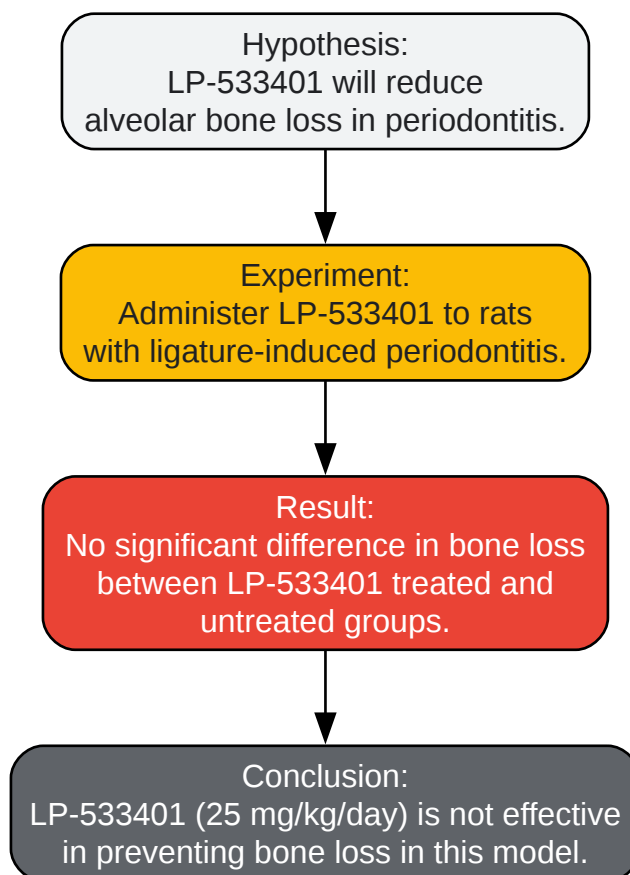 Hypothesis:
LP-533401 will reduce
alveolar bone loss in periodontitis.
Experiment:
Administer LP-533401 to rats
with ligature-induced periodontitis.
Result:
No significant difference in bone loss
between LP-533401 treated and
untreated groups.
Conclusion:
LP-533401 (25 mg/kg/day) is not effective
in preventing bone loss in this model.